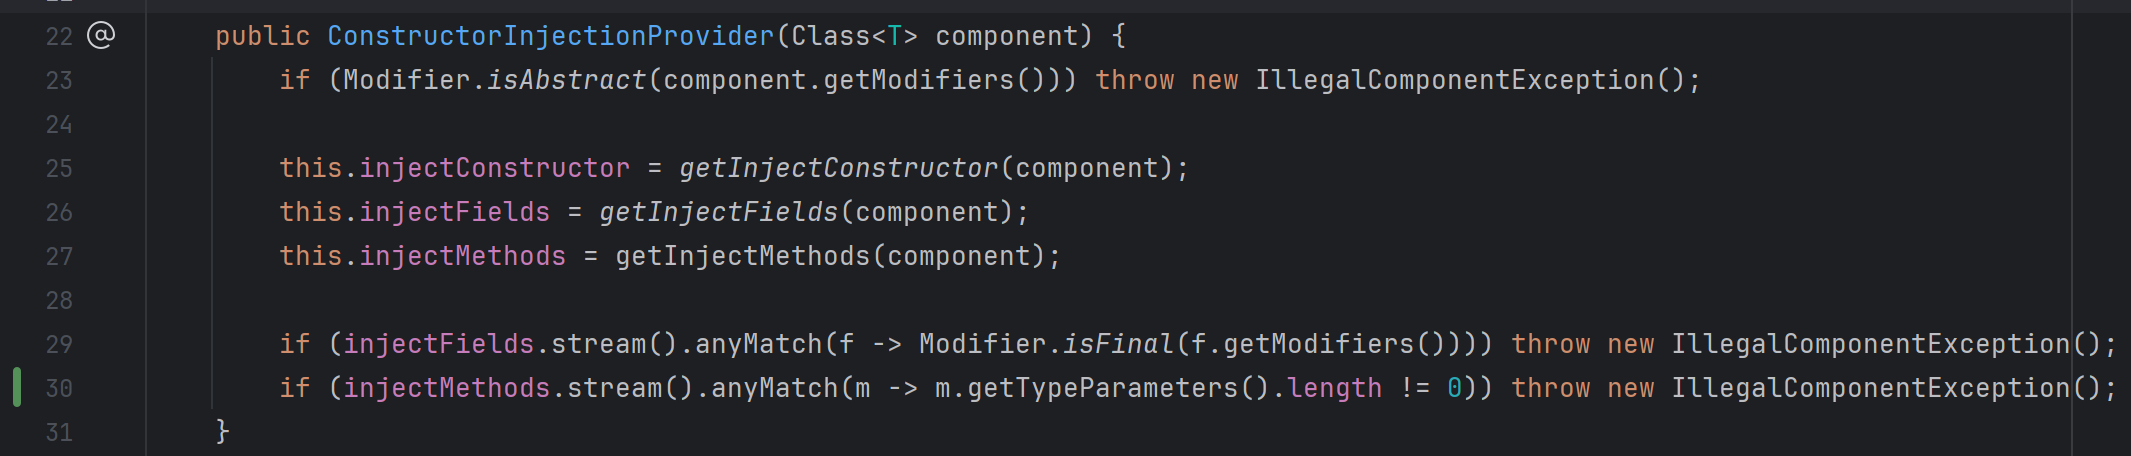 22 @ public ConstructorInjectionProvider(Class<T> component) {
23 if (Modifier.isAbstract(component.getModifiers())) throw new IllegalComponentException();
24
25 this.injectConstructor = getInjectConstructor(component);
26 this.injectFields = getInjectFields(component);
27 this.injectMethods = getInjectMethods(component);
28
29 if (injectFields.stream().anyMatch(f -> Modifier.isFinal(f.getModifiers()))) throw new IllegalComponentException();
30 if (injectMethods.stream().anyMatch(m -> m.getTypeParameters().length != 0)) throw new IllegalComponentException();
31 }